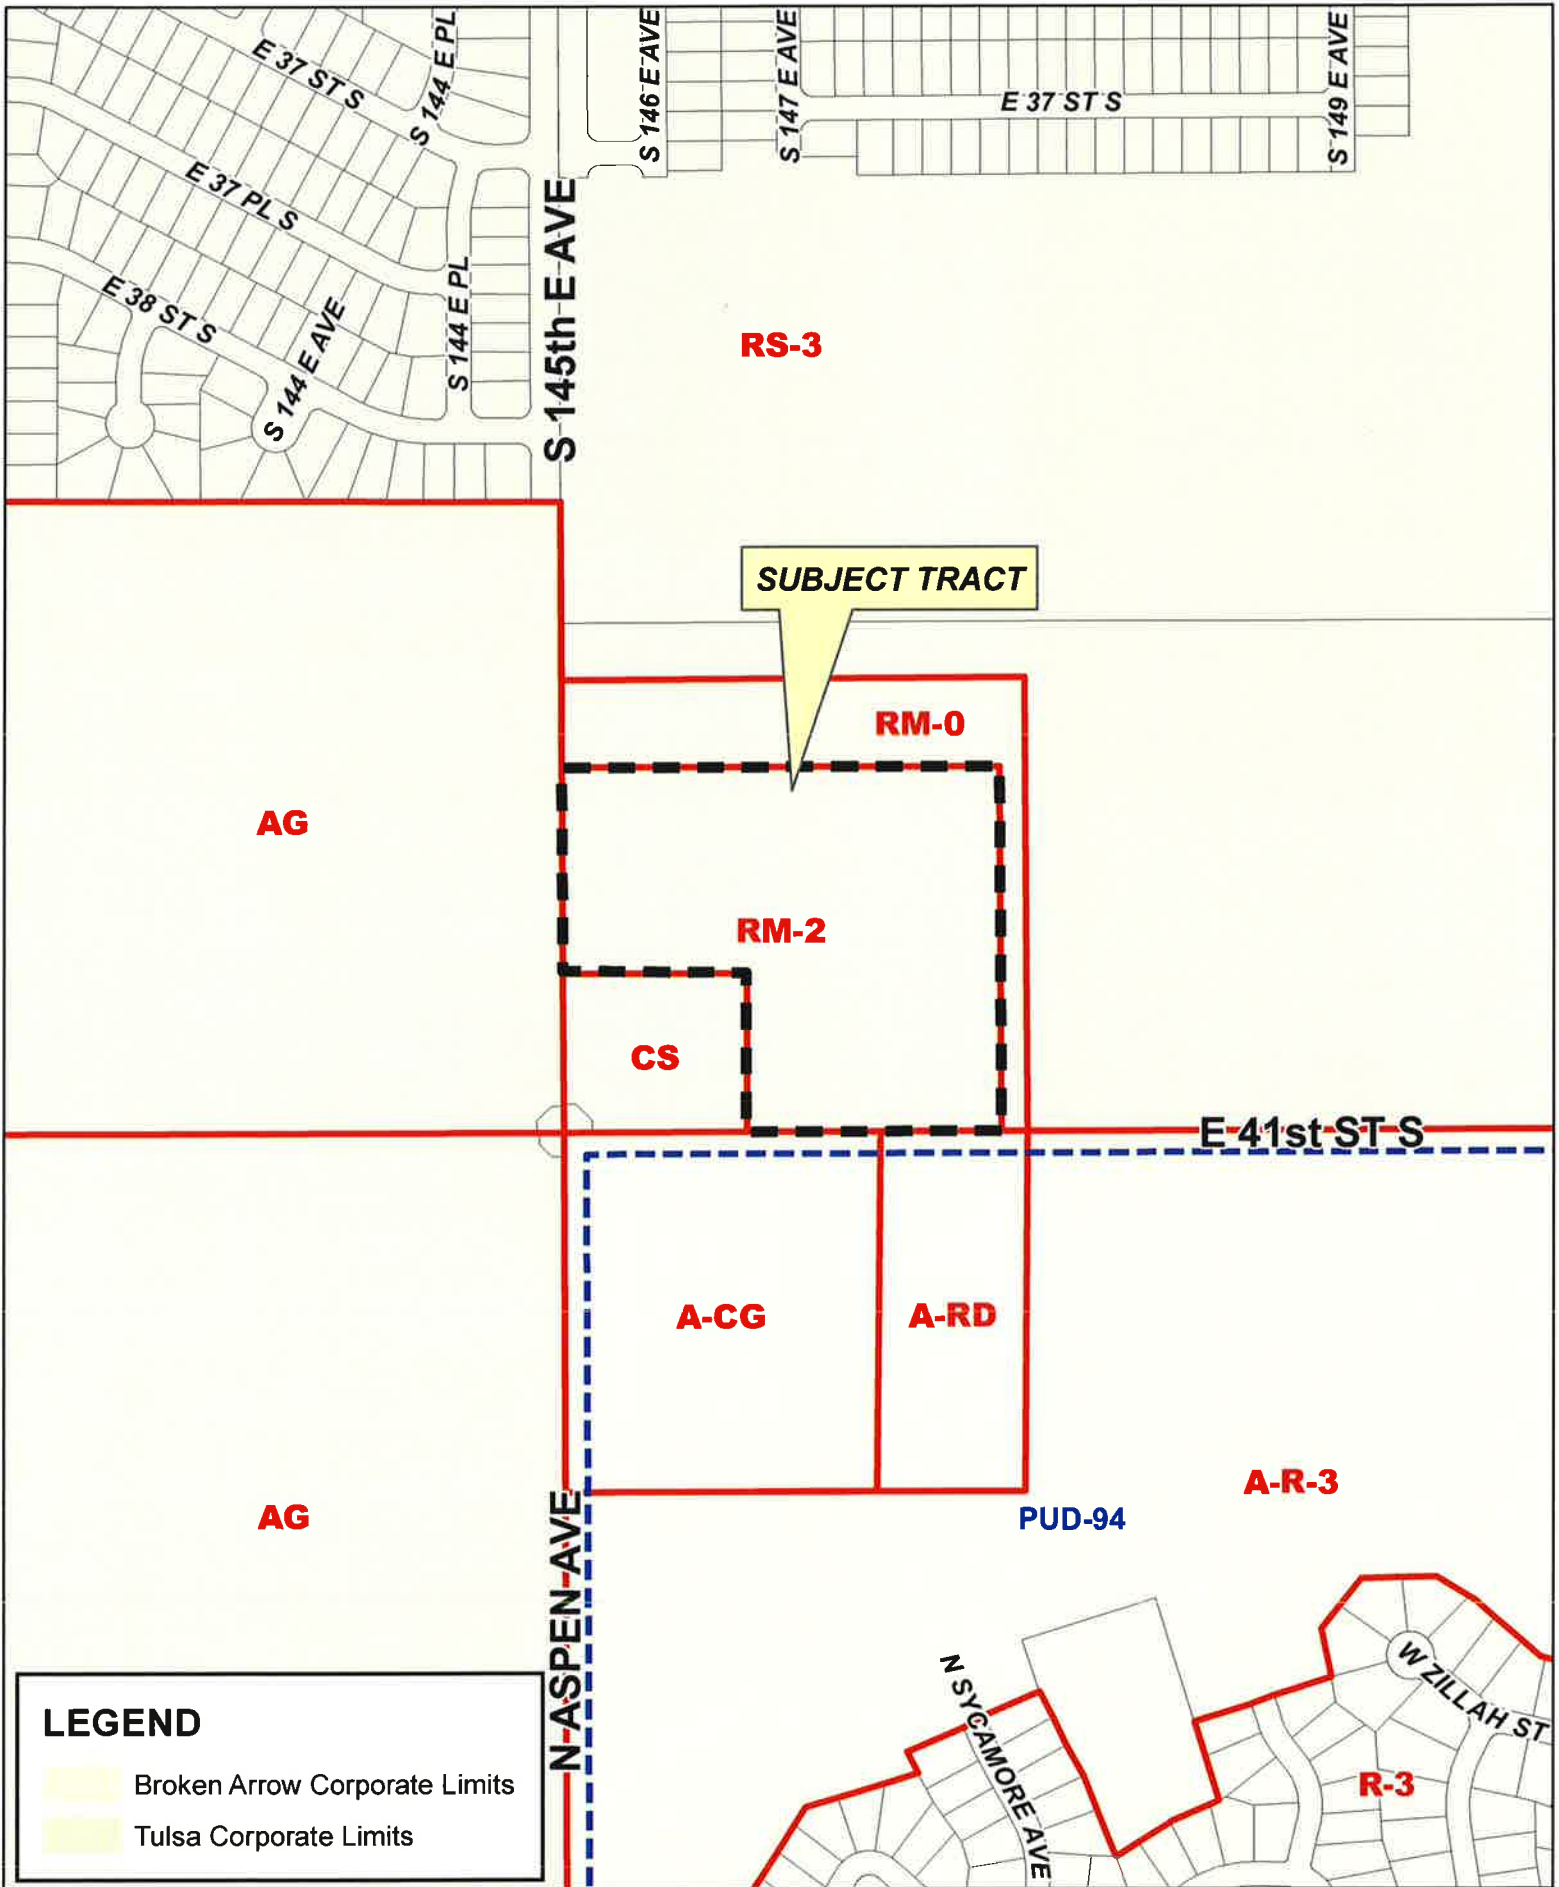 E 37 ST S
S 144 E PL
S 146 E AVE
S 147 E AVE
E 37 ST S
S 149 E AVE
E 37 PL S
S 145th E AVE
E 38 ST S
S 144 E AVE
S 144 E PL
RS-3
SUBJECT TRACT
RM-0
AG
RM-2
CS
E 41st ST S
A-CG
A-RD
A-R-3
AG
PUD-94
N ASPEN AVE
N SYCAMORE AVE
W ZILLAH ST
R-3
LEGEND
Broken Arrow Corporate Limits
Tulsa Corporate Limits